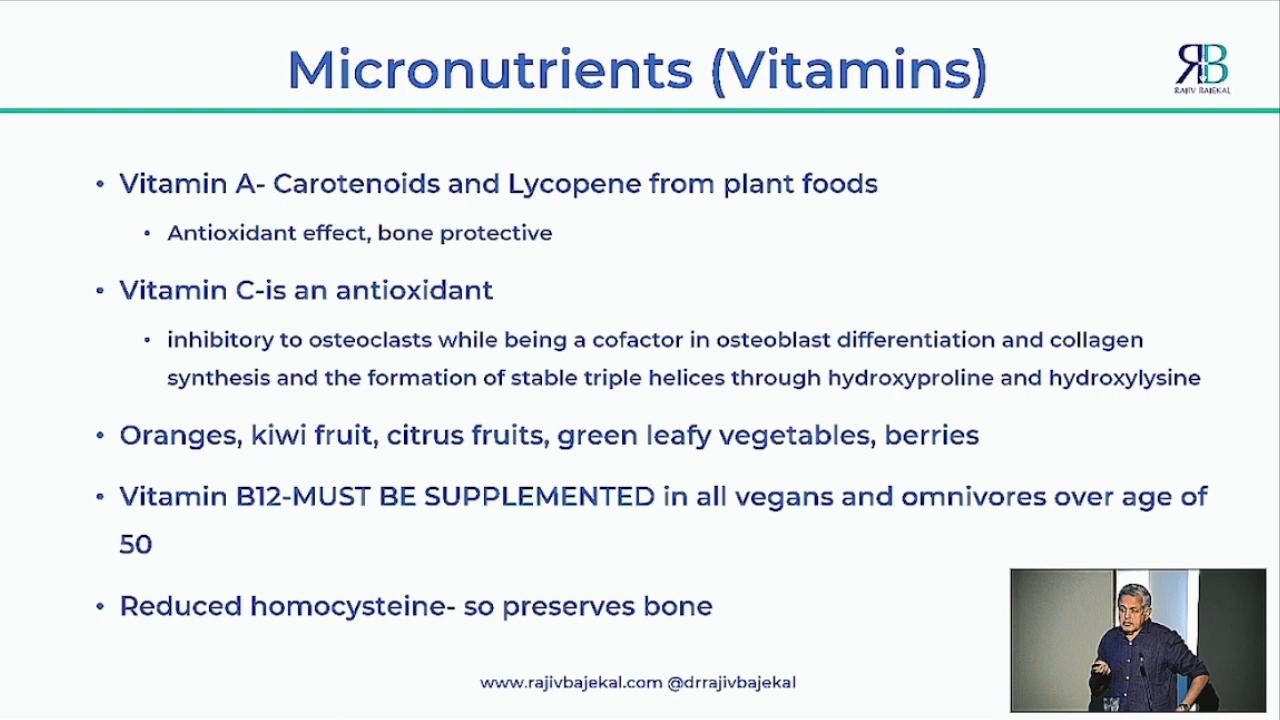 Micronutrients (Vitamins)
RB
RAJIV BAJEKAL
• Vitamin A- Carotenoids and Lycopene from plant foods
• Antioxidant effect, bone protective
• Vitamin C-is an antioxidant
• inhibitory to osteoclasts while being a cofactor in osteoblast differentiation and collagen
synthesis and the formation of stable triple helices through hydroxyproline and hydroxylysine
• Oranges, kiwi fruit, citrus fruits, green leafy vegetables, berries
• Vitamin B12-MUST BE SUPPLEMENTED in all vegans and omnivores over age of
50
• Reduced homocysteine- so preserves bone
www.rajivbajekal.com @drrajivbajekal